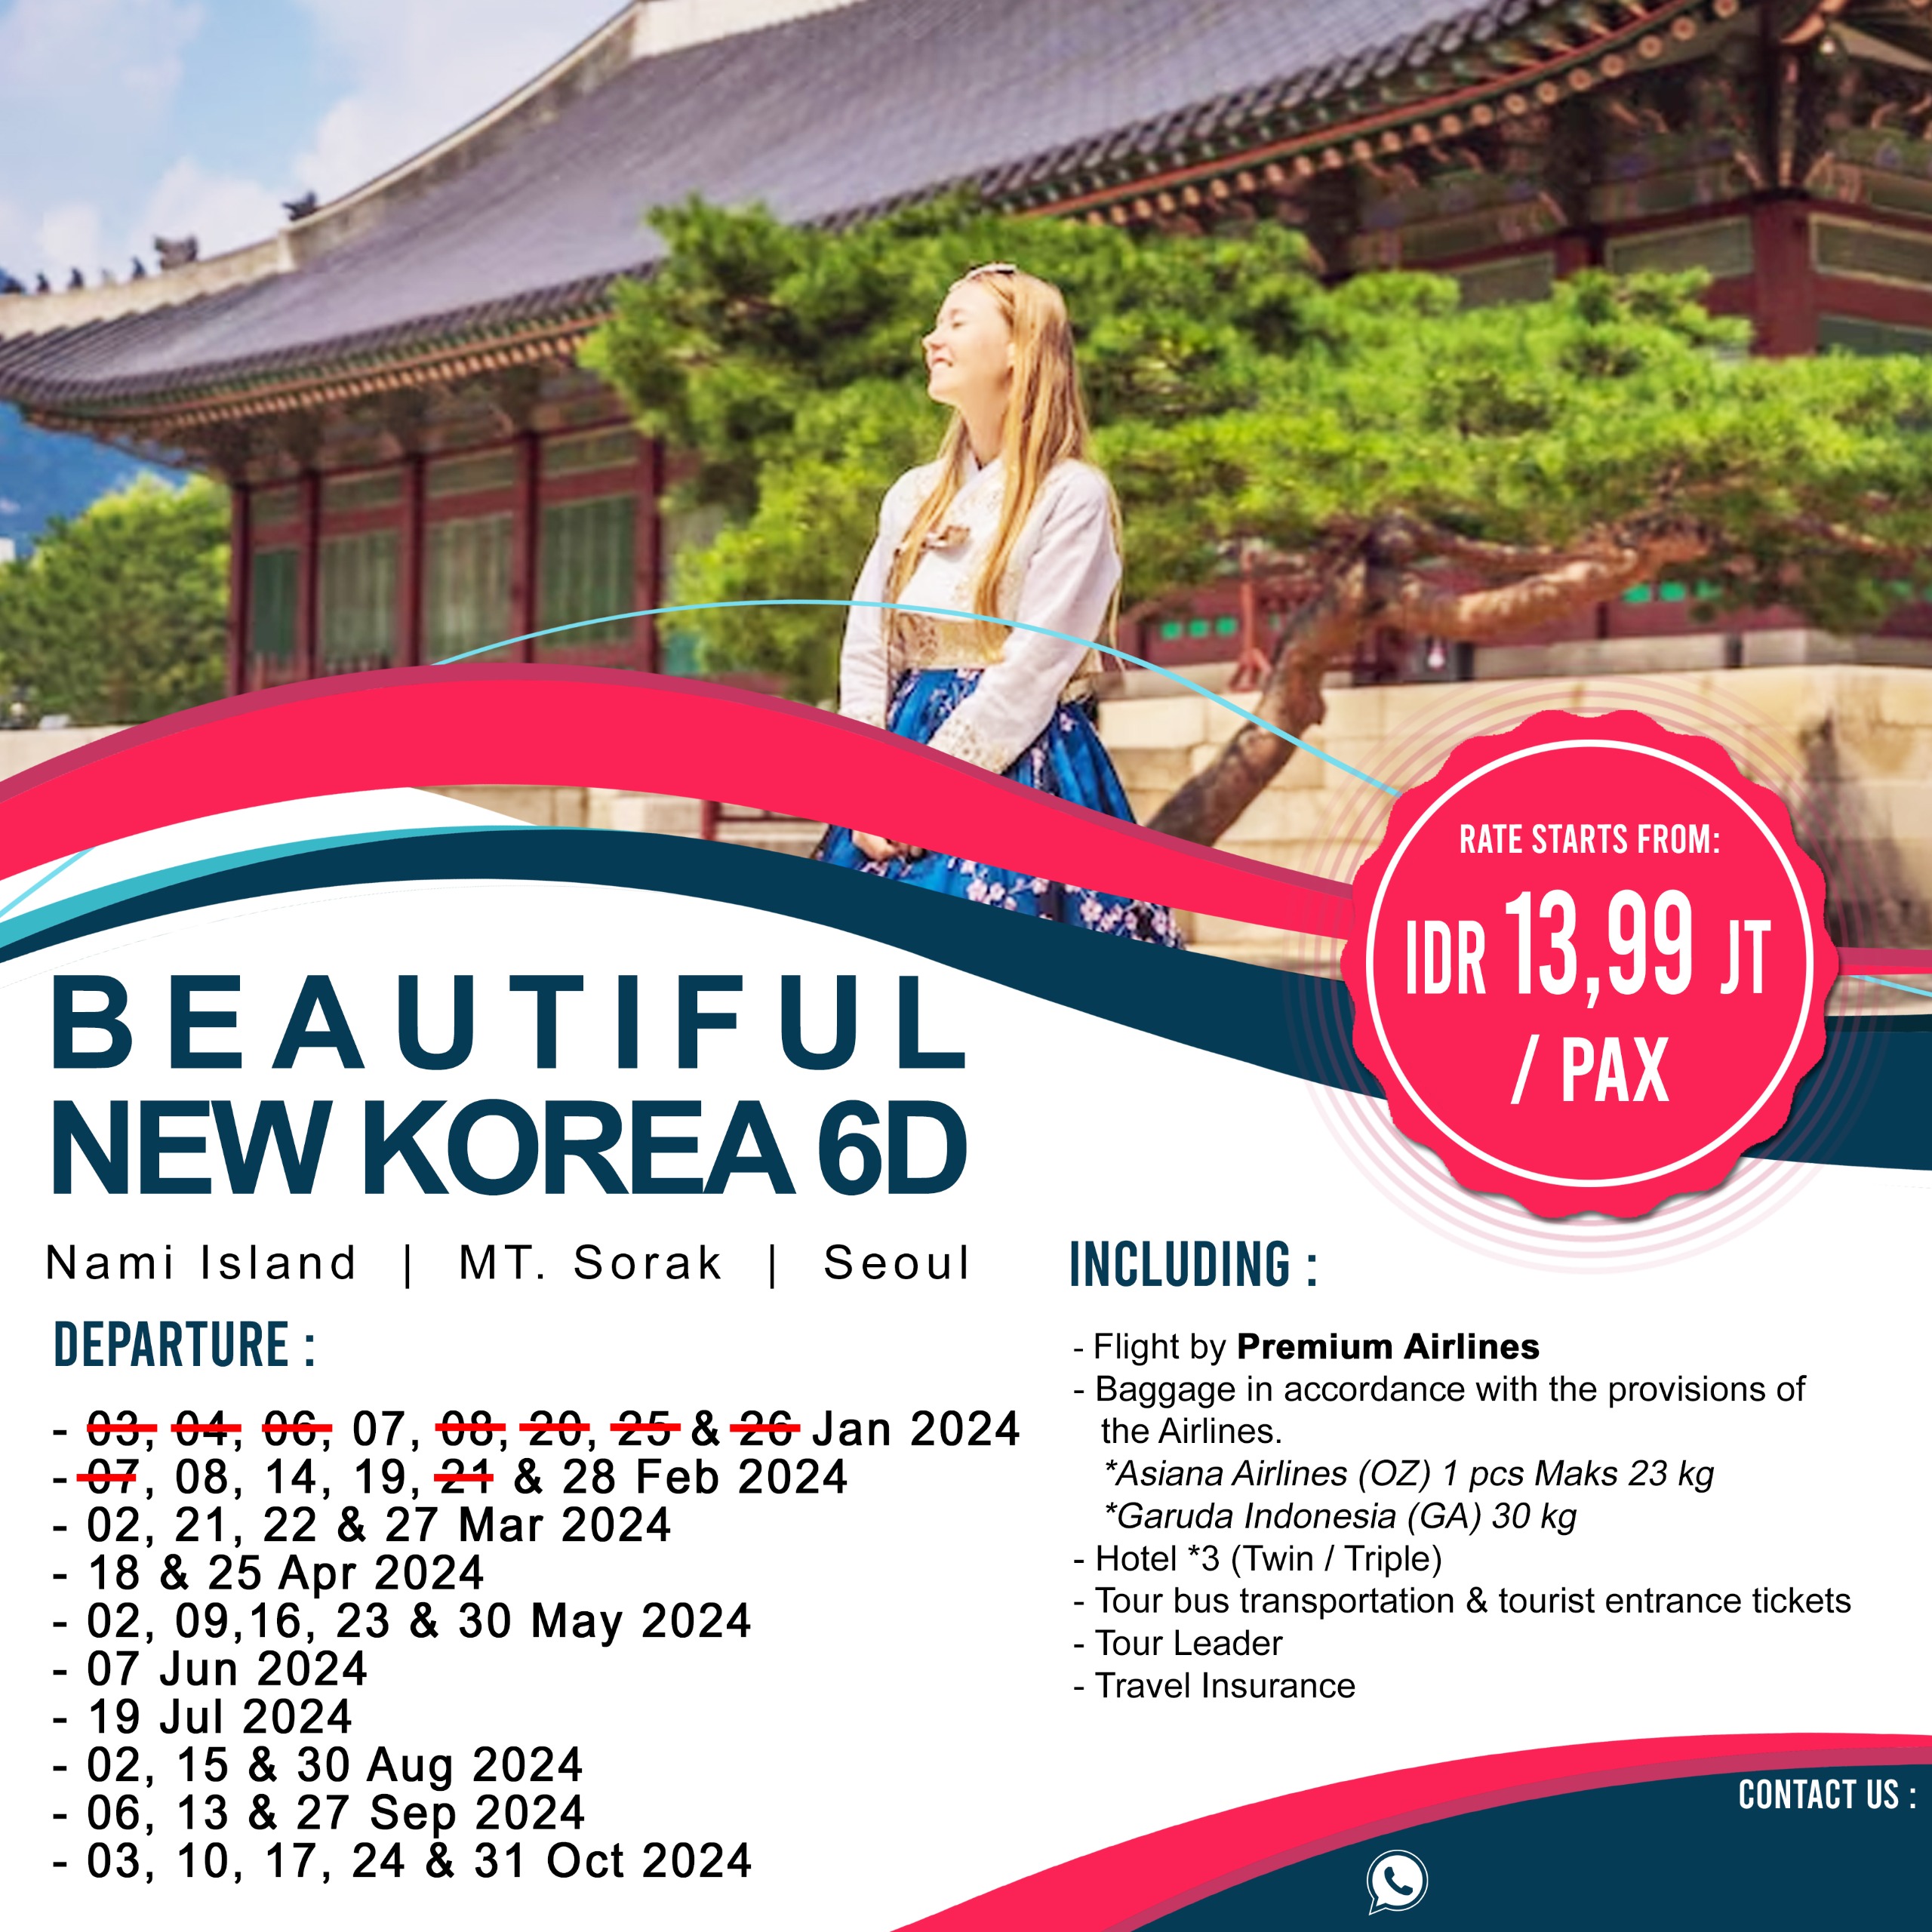 RATE STARTS FROM:
IDR 13,99 JT
/ PAX
BEAUTIFUL
NEW KOREA 6D
Nami Island | MT. Sorak | Seoul
DEPARTURE :
- 03, 04, 06, 07, 08, 20, 25 & 26 Jan 2024
- 07, 08, 14, 19, 21 & 28 Feb 2024
- 02, 21, 22 & 27 Mar 2024
- 18 & 25 Apr 2024
- 02, 09,16, 23 & 30 May 2024
- 07 Jun 2024
- 19 Jul 2024
- 02, 15 & 30 Aug 2024
- 06, 13 & 27 Sep 2024
- 03, 10, 17, 24 & 31 Oct 2024
INCLUDING :
- Flight by Premium Airlines
- Baggage in accordance with the provisions of
the Airlines.
*Asiana Airlines (OZ) 1 pcs Maks 23 kg
*Garuda Indonesia (GA) 30 kg
- Hotel *3 (Twin / Triple)
- Tour bus transportation & tourist entrance tickets
- Tour Leader
- Travel Insurance
CONTACT US :